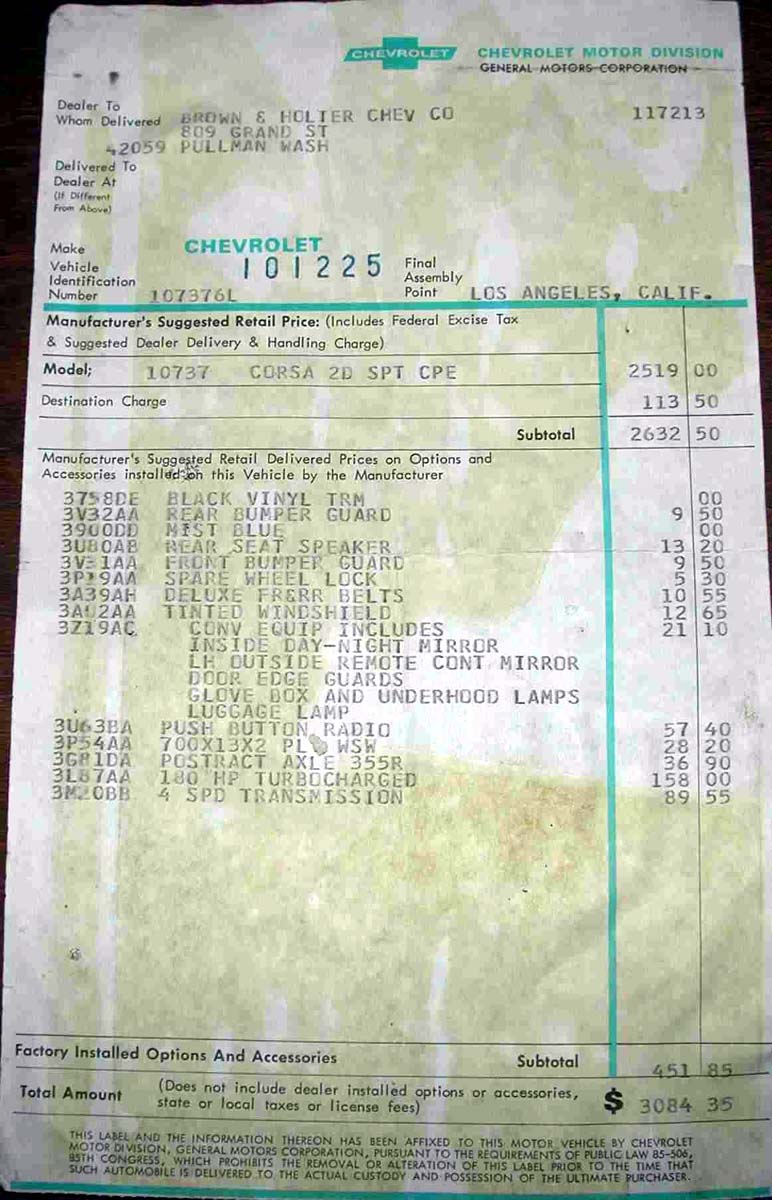 CHEVROLET CHEVROLET MOTOR DIVISION
GENERAL MOTORS CORPORATION
Dealer To
Whom Delivered BROWN & HOLTER CHEV CO 117213
809 GRAND ST
42059 PULLMAN WASH
Delivered To
Dealer At
(If Different
From Above)
Make CHEVROLET
Vehicle 101225 Final
Identification Assembly
Number 107376L Point LOS ANGELES, CALIF.
Manufacturer's Suggested Retail Price: (Includes Federal Excise Tax
& Suggested Dealer Delivery & Handling Charge)
Model; 10737 CORSA 2D SPT CPE 2519 00
Destination Charge 113 50
Subtotal 2632 50
Manufacturer's Suggested Retail Delivered Prices on Options and
Accessories installed on this Vehicle by the Manufacturer
3758DE BLACK VINYL TRM 00
3V32AA REAR BUMPER GUARD 9 50
3900DD MIST BLUE 00
3U80AB REAR SEAT SPEAKER 13 20
FRONT BUMPER GUARD 9 50
SPARE WHEEL LOCK 5 30
3A39AH DELUXE FR&RR BELTS 10 55
3A02AA TINTED WINDSHIELD 12 65
3Z19AC CONV EQUIP INCLUDES 21 10
INSIDE DAY-NIGHT MIRROR
LH OUTSIDE REMOTE CONT MIRROR
DOOR EDGE GUARDS
GLOVE BOX AND UNDERHOOD LAMPS
LUGGAGE LAMP
3U63BA PUSH BUTTON RADIO 57 40
3P54AA 700X13X2 WSW 28 20
3G81DA POSTRACT AXLE 355R 36 90
3L87AA 180 HP TURBOCHARGED 158 00
3M20BB 4 SPD TRANSMISSION 89 55
Factory Installed Options And Accessories Subtotal 451 85
Total Amount (Does not include dealer installed options or accessories,
state or local taxes or license fees) $ 3084 35
THIS LABEL AND THE INFORMATION THEREON HAS BEEN AFFIXED TO THIS MOTOR VEHICLE BY CHEVROLET
MOTOR DIVISION, GENERAL MOTORS CORPORATION, PURSUANT TO THE REQUIREMENTS OF PUBLIC LAW 85-506,
85TH CONGRESS, WHICH PROHIBITS THE REMOVAL OR ALTERATION OF THIS LABEL PRIOR TO THE TIME THAT
SUCH AUTOMOBILE IS DELIVERED TO THE ACTUAL CUSTODY AND POSSESSION OF THE ULTIMATE PURCHASER.